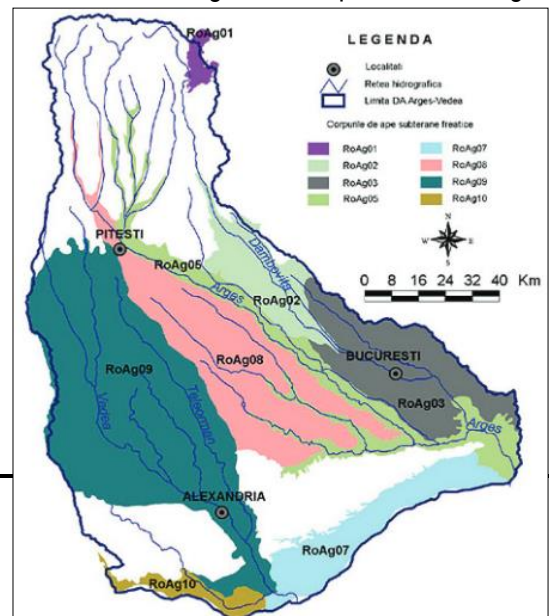 RoAg01
LEGENDA
Localitati
Retea hidrografica
Limita DA Arges-Vedea
Corpurile de ape subterane freatice
RoAg01
RoAg02
RoAg03
RoAg05
RoAg07
RoAg08
RoAg09
RoAg10
N
W
E
S
0 8 16 24 32 40 Km
PITESTI
Dambovita
RoAg05
Arges
RoAg02
RoAg08
BUCURESTI
RoAg09
RoAg03
Vedea
Teleorman
Arges
ALEXANDRIA
RoAg07
RoAg10